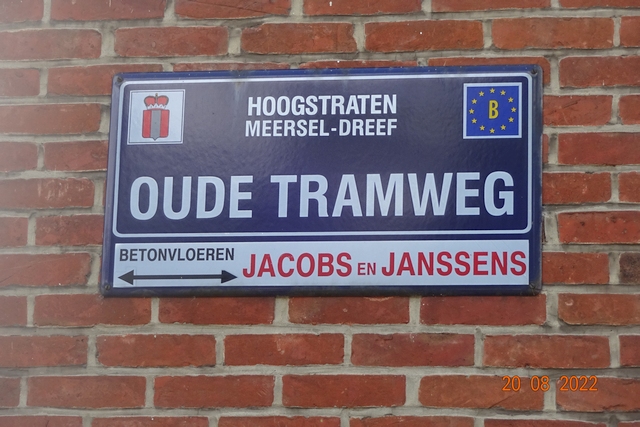 HOOGSTRATEN
MEERSEL-DREEF
B
OUDE TRAMWEG
BETONVLOEREN
JACOBS EN JANSSENS
20 08 2022